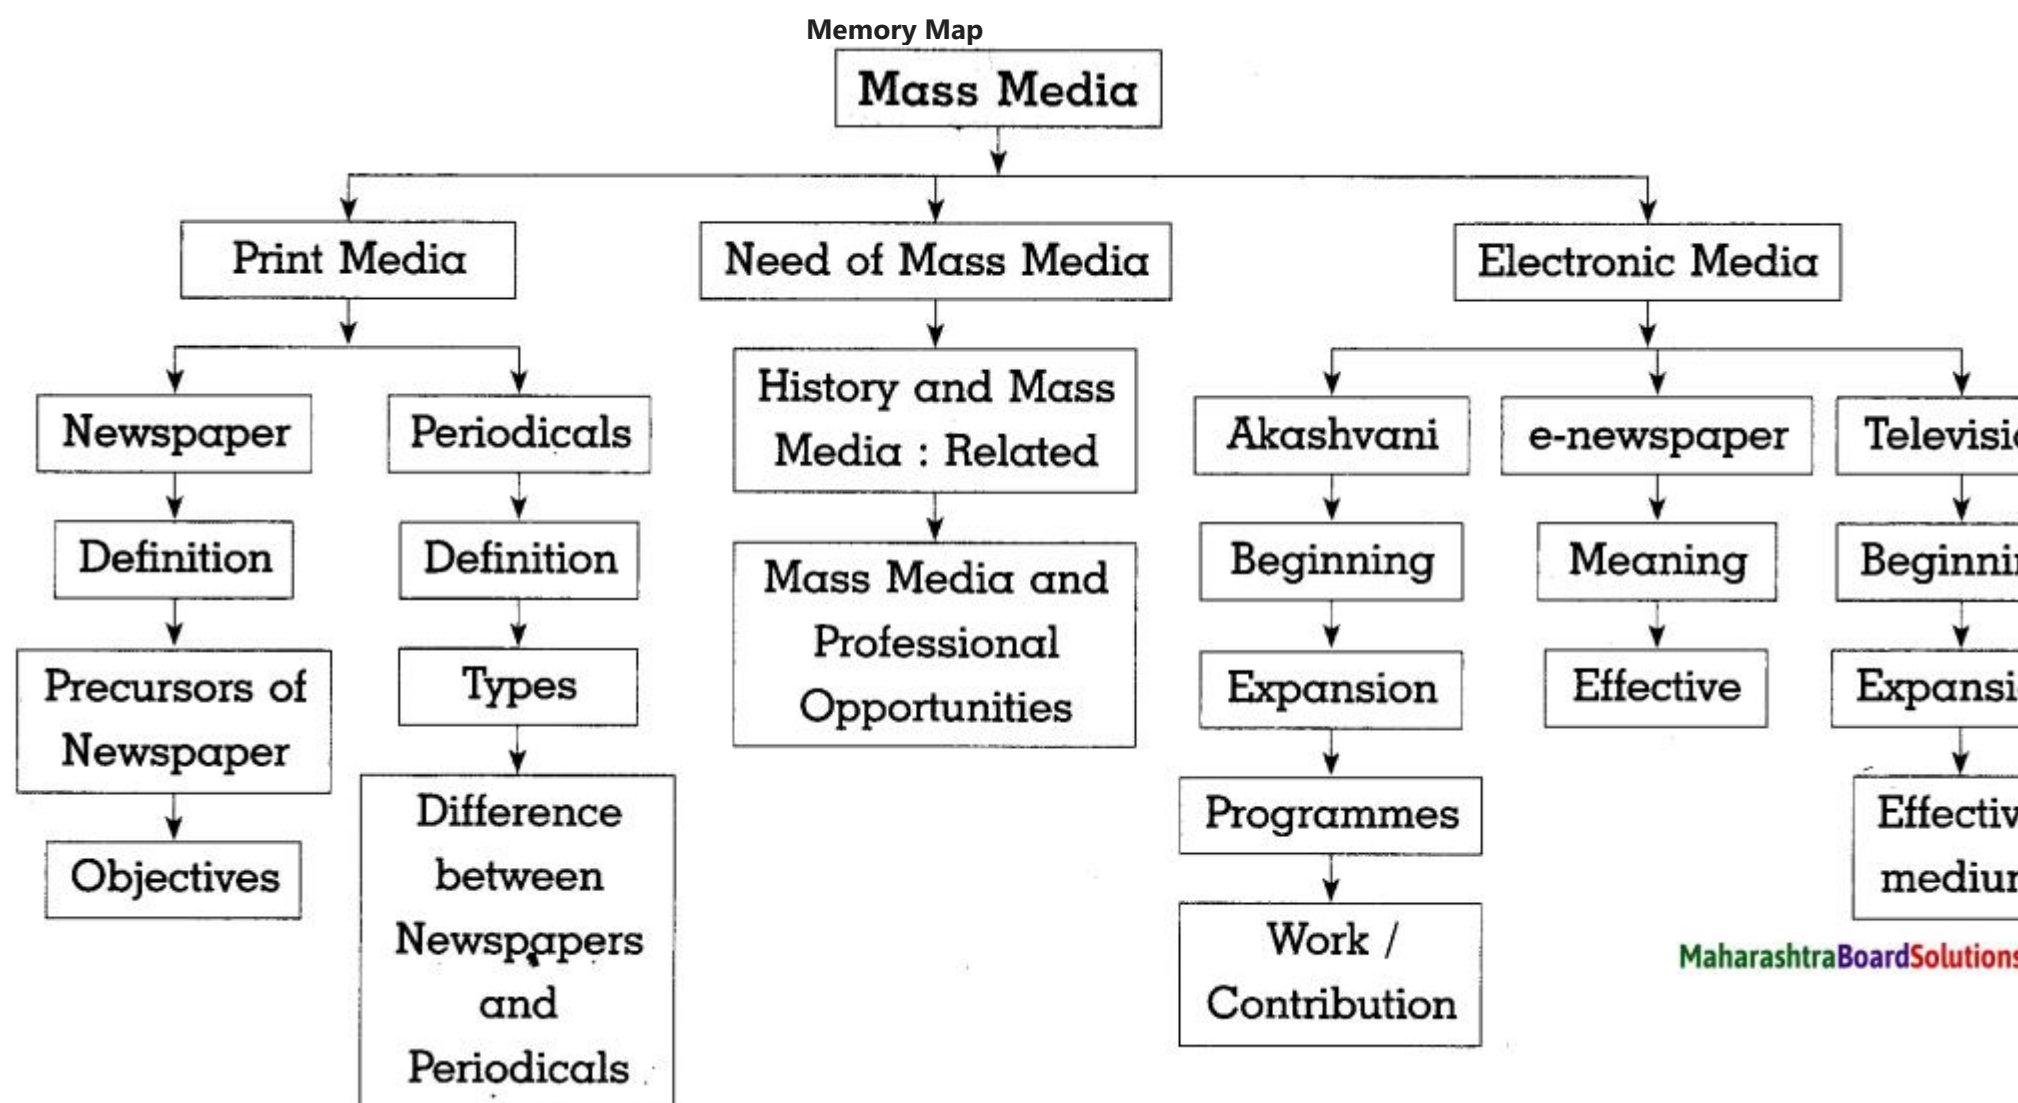 Memory Map
Mass Media
Print Media
Need of Mass Media
Electronic Media
Newspaper
Definition
Precursors of
Newspaper
Objectives
Periodicals
Definition
Types
Difference
between
Newspapers
and
Periodicals
History and Mass
Media : Related
Mass Media and
Professional
Opportunities
Akashvani
Beginning
Expansion
Programmes
Work /
Contribution
e-newspaper
Meaning
Effective
MaharashtraBoardSolutions